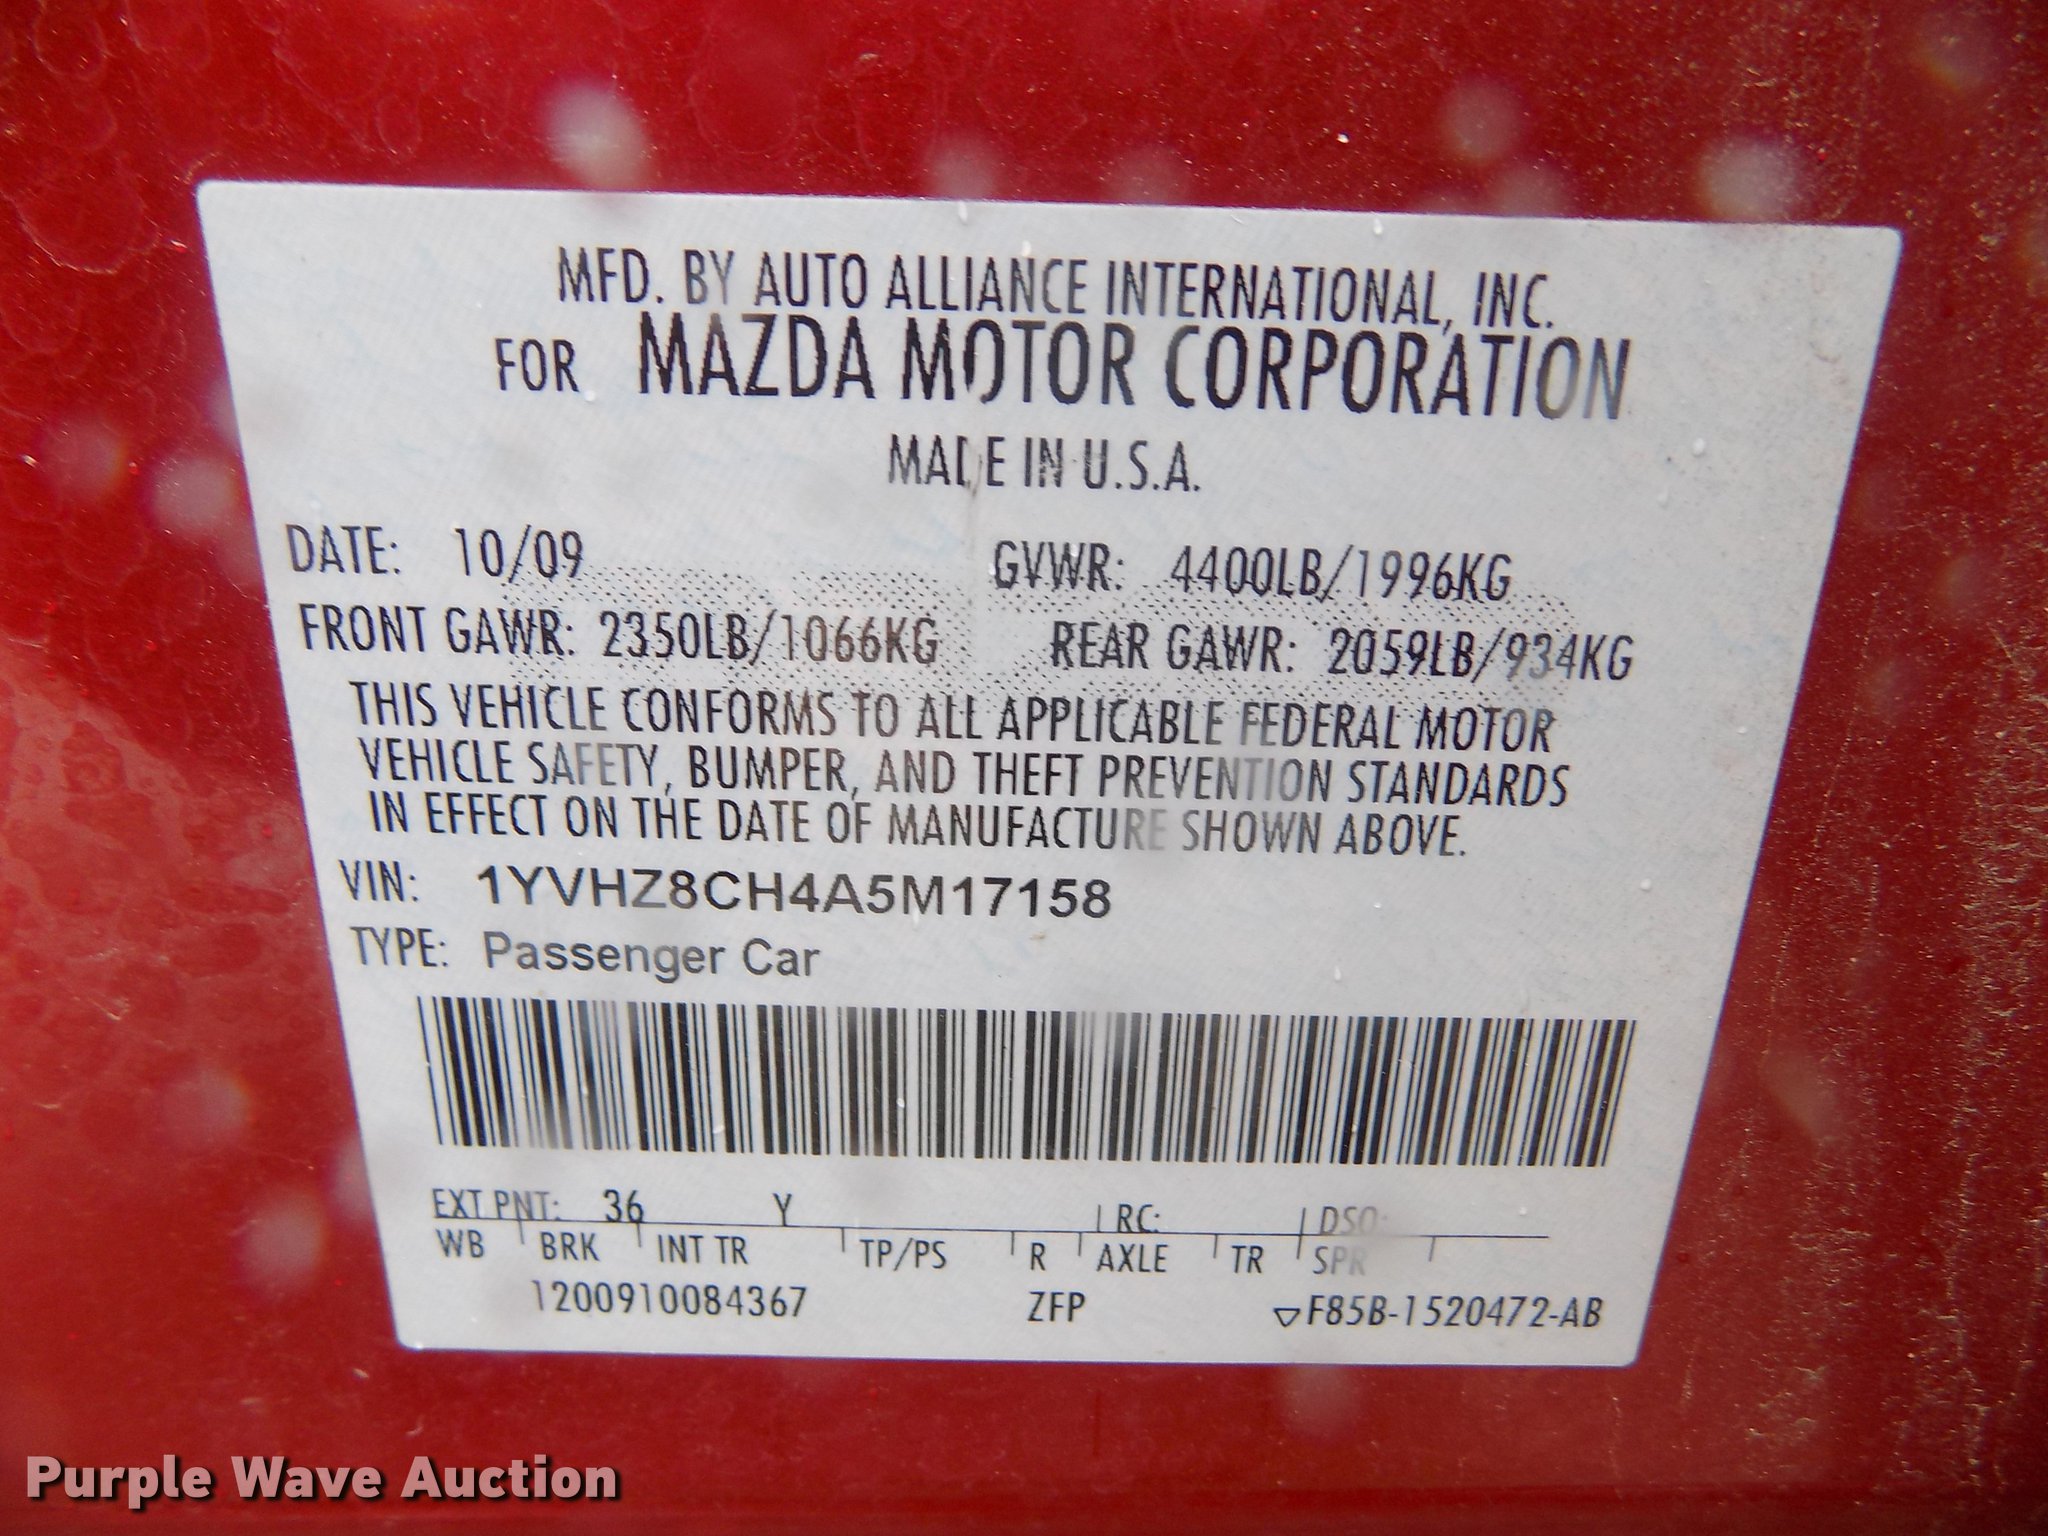 MFD. BY AUTO ALLIANCE INTERNATIONAL, INC.
FOR MAZDA MOTOR CORPORATION
MADE IN U.S.A.
DATE: 10/09 GVWR: 4400LB/1996KG
FRONT GAWR: 2350LB/1066KG REAR GAWR: 2059LB/934KG
THIS VEHICLE CONFORMS TO ALL APPLICABLE FEDERAL MOTOR
VEHICLE SAFETY, BUMPER, AND THEFT PREVENTION STANDARDS
IN EFFECT ON THE DATE OF MANUFACTURE SHOWN ABOVE.
VIN: 1YVHZ8CH4A5M17158
TYPE: Passenger Car
EXT PNT: 36 Y RC: DSO:
WB BRK INT TR TP/PS R AXLE TR SPR
1200910084367 ZFP ▽F85B-1520472-AB
Purple Wave Auction